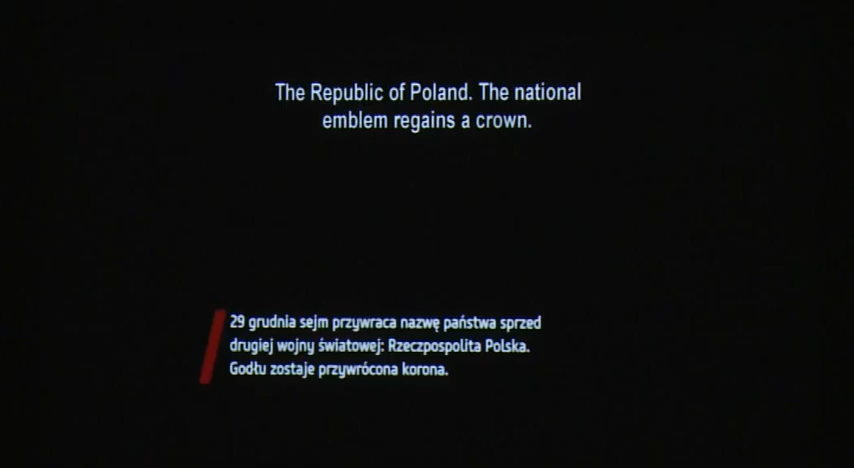 The Republic of Poland. The national
emblem regains a crown.
29 grudnia sejm przywraca nazwę państwa sprzed
drugiej wojny światowej: Rzeczpospolita Polska.
Godłu zostaje przywrócona korona.